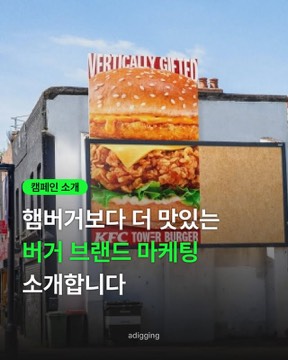 VERTICALLY GIFTED
KFC TOWER BURGER
캠페인 소개
햄버거보다 더 맛있는
버거 브랜드 마케팅
소개합니다
adigging